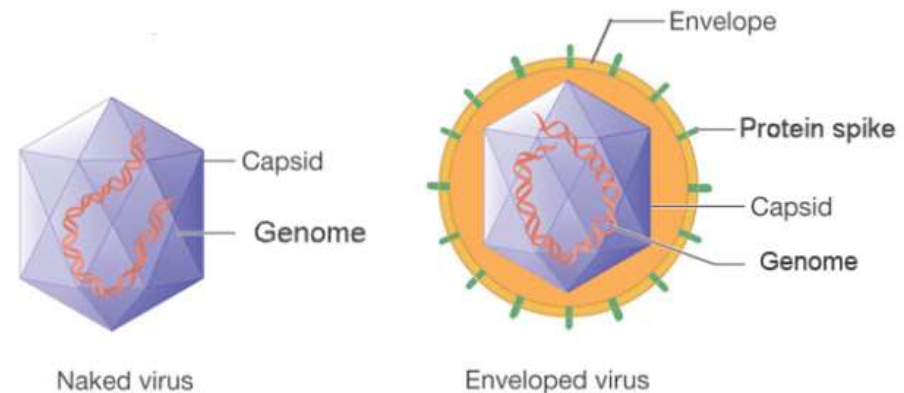 Envelope
Protein spike
Capsid
Genome
Capsid
Genome
Naked virus
Enveloped virus